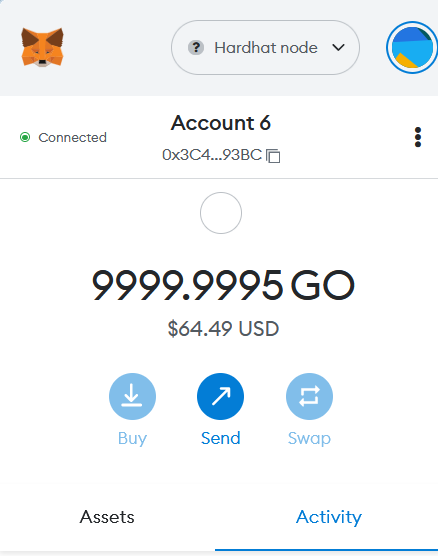 Hardhat node
Connected
Account 6
0x3C4...93BC
9999.9995 GO
$64.49 USD
Buy
Send
Swap
Assets
Activity